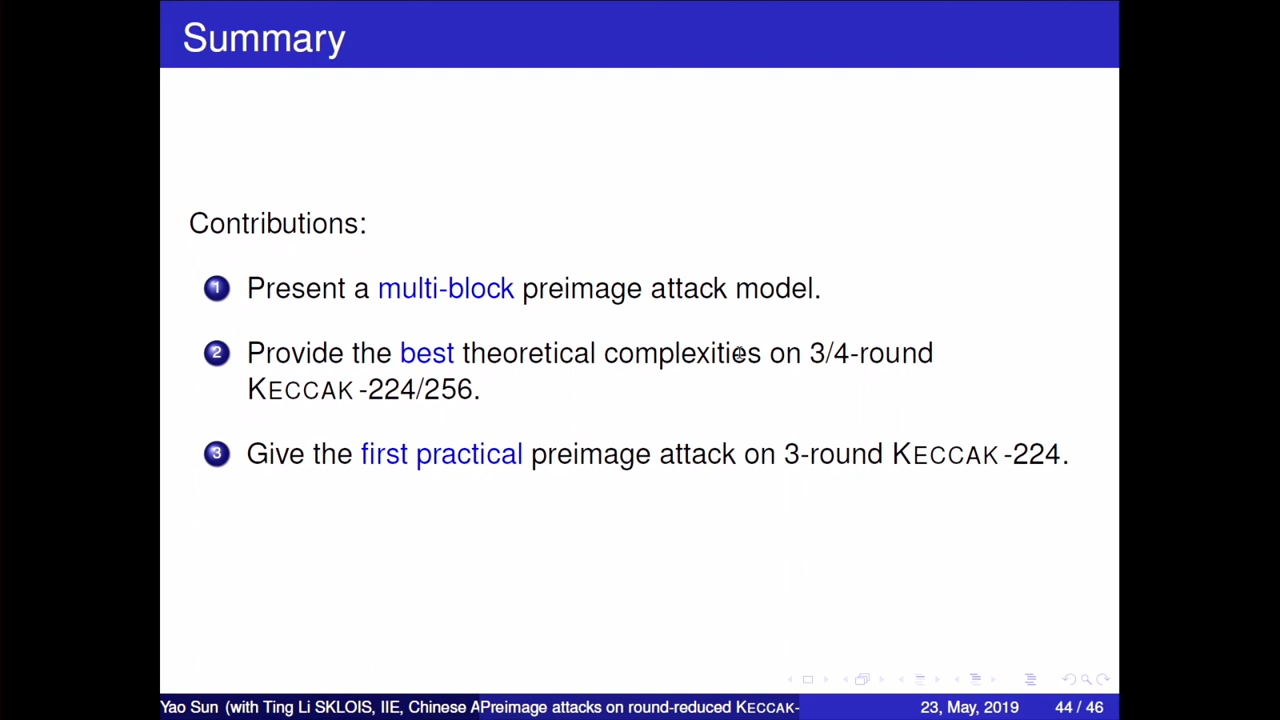 Summary
Contributions:
1 Present a multi-block preimage attack model.
2 Provide the best theoretical complexities on 3/4-round
KECCAK -224/256.
3 Give the first practical preimage attack on 3-round KECCAK -224.
Yao Sun (with Ting Li SKLOIS, IIE, Chinese A Preimage attacks on round-reduced KECCAK- 23, May, 2019 44 / 46